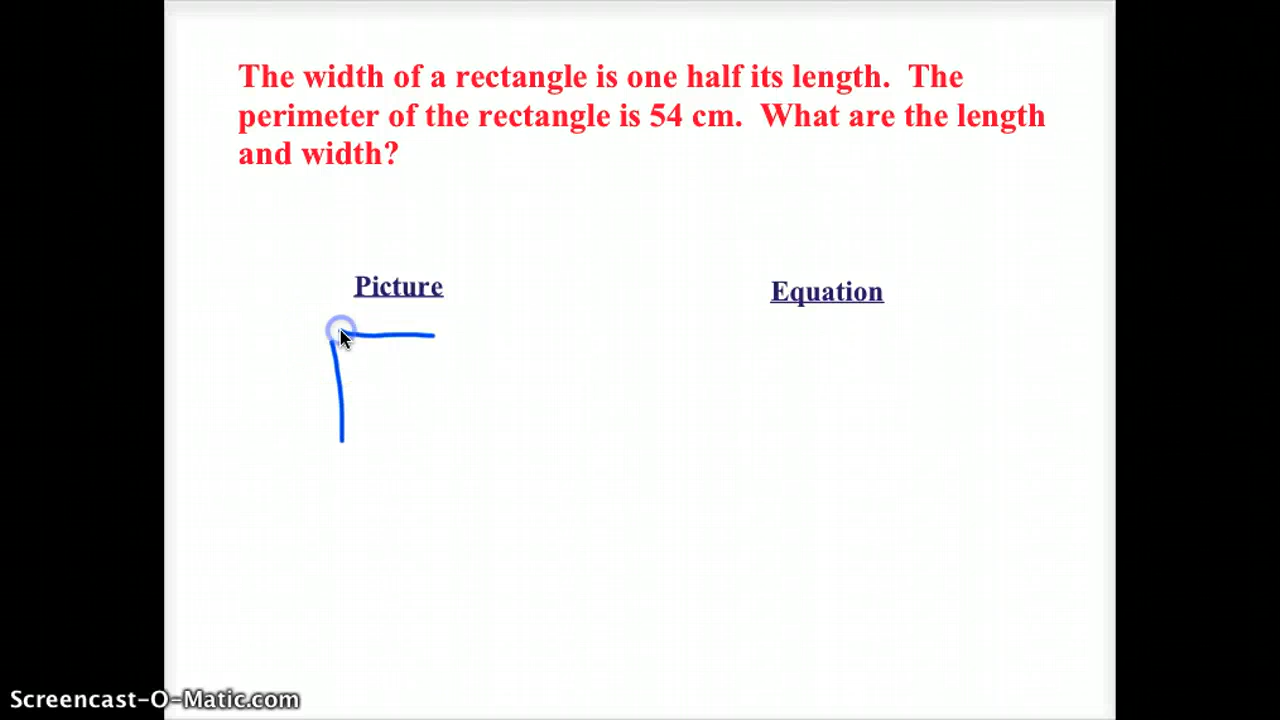 The width of a rectangle is one half its length. The
perimeter of the rectangle is 54 cm. What are the length
and width?
Picture
Equation
Screencast-O-Matic.com